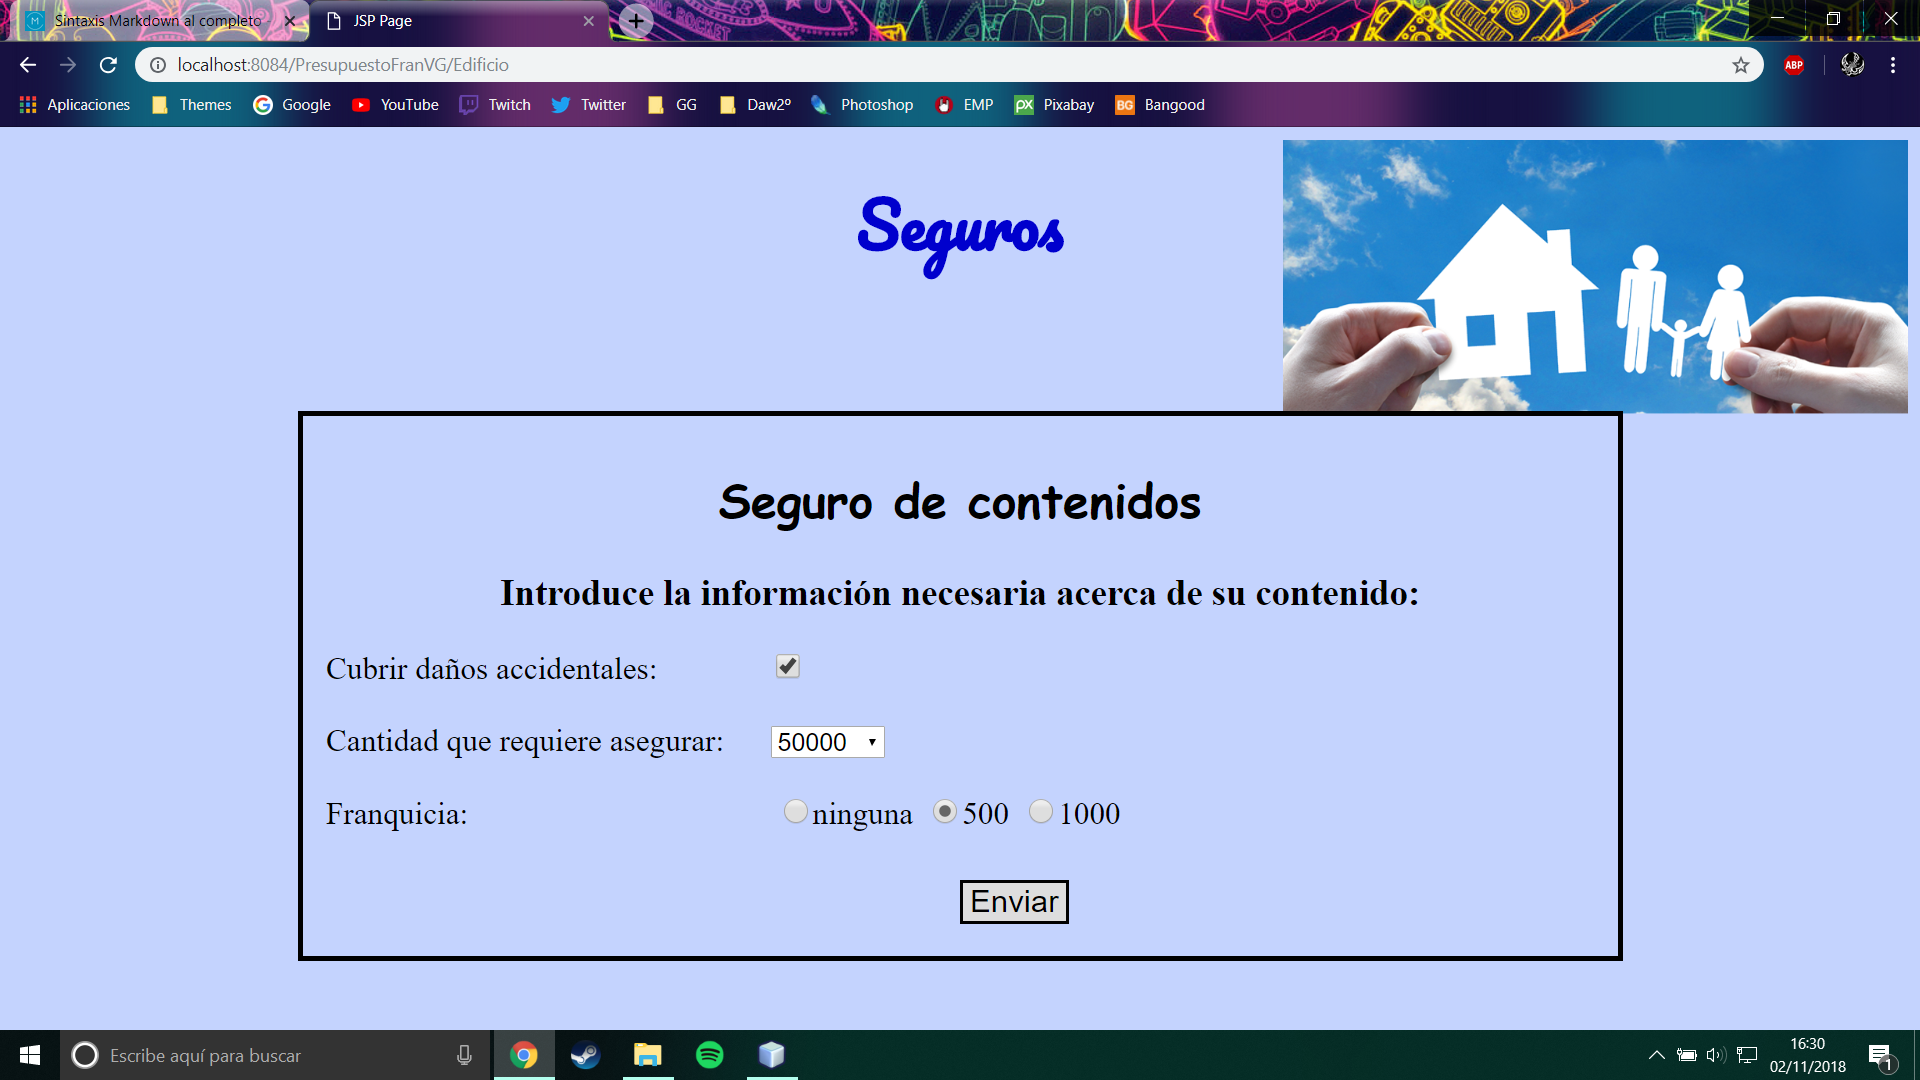 Sintaxis Markdown al completo
JSP Page
localhost:8084/PresupuestoFranVG/Edificio
ABP
Aplicaciones Themes Google YouTube Twitch Twitter GG Daw2º Photoshop EMP px Pixabay BG Bangood
Seguros
Seguro de contenidos
Introduce la información necesaria acerca de su contenido:
Cubrir daños accidentales:
Cantidad que requiere asegurar: 50000
Franquicia: ninguna 500 1000
Enviar
Escribe aquí para buscar
16:30
02/11/2018
1